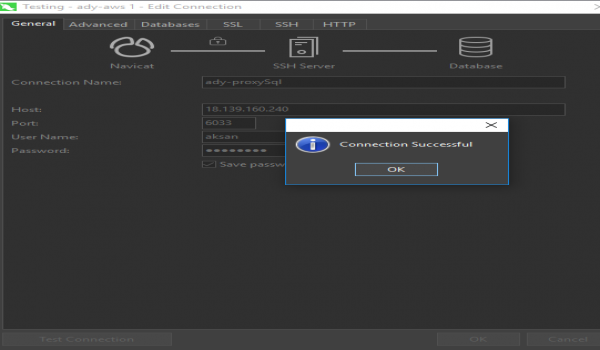 Testing - ady-aws 1 - Edit Connection
General Advanced Databases SSL SSH HTTP
Navicat SSH Server Database
Connection Name: ady-proxySql
Host: 18.139.160.240
Port: 6033
User Name: aksan
Password: ●●●●●●●●
Save passw
Connection Successful
OK
Test Connection OK Cancel